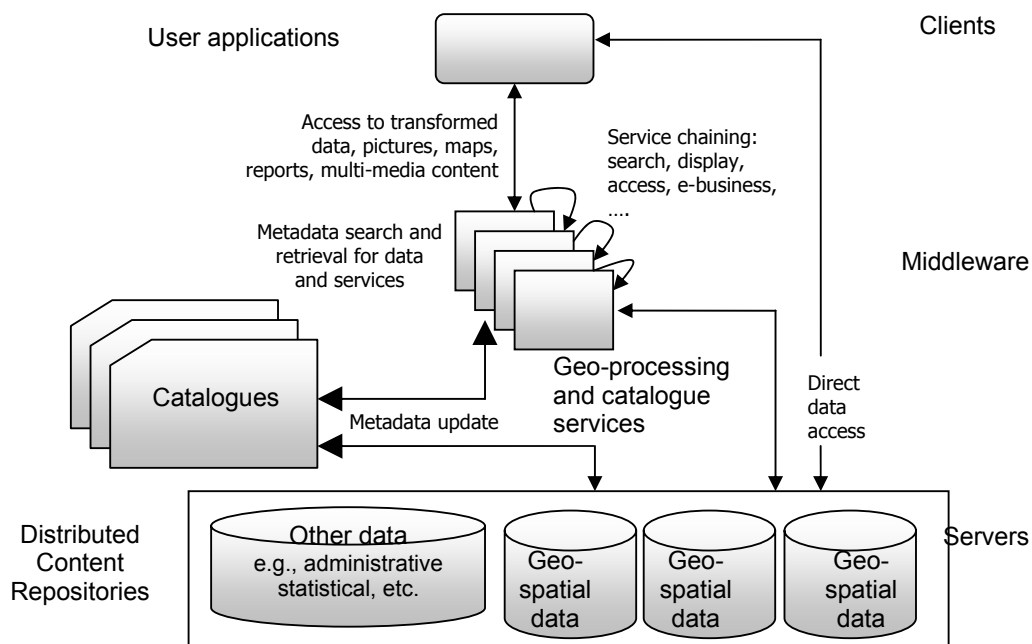 User applications
Clients
Access to transformed
data, pictures, maps,
reports, multi-media content
Service chaining:
search, display,
access, e-business,
....
Metadata search and
retrieval for data
and services
Middleware
Catalogues
Geo-processing
and catalogue
services
Metadata update
Direct
data
access
Distributed
Content
Repositories
Other data
e.g., administrative
statistical, etc.
Geo-
spatial
data
Geo-
spatial
data
Geo-
spatial
data
Servers